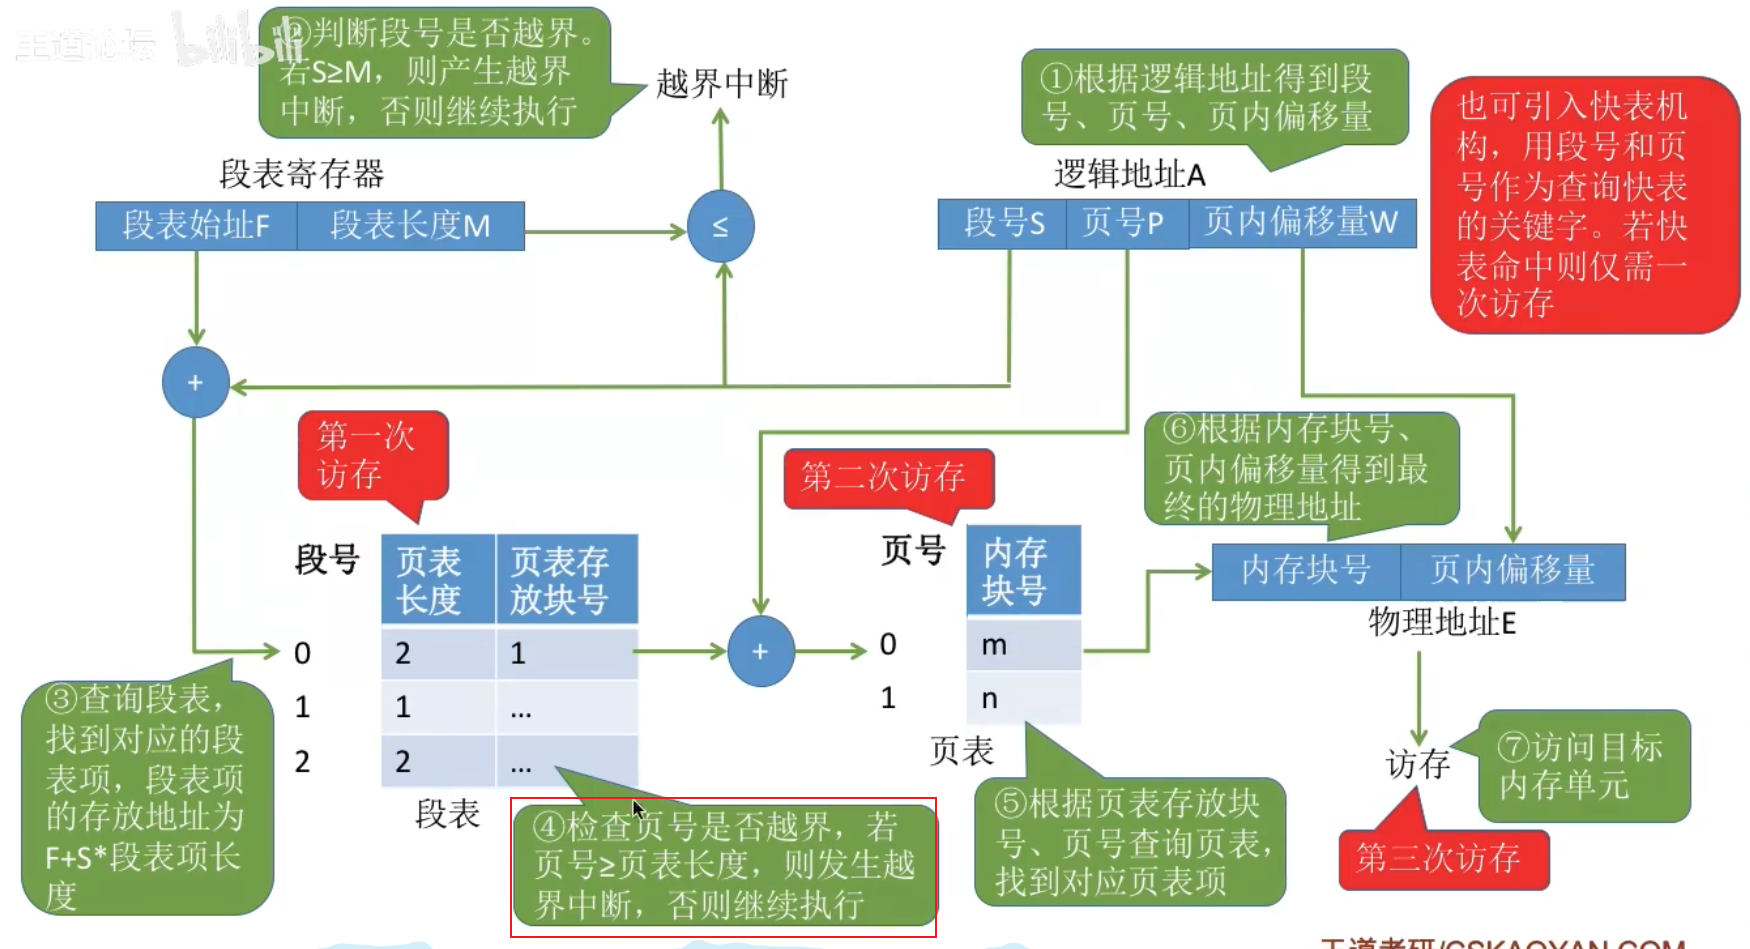 王道论坛 bilibili
②判断段号是否越界。
若S≥M，则产生越界
中断，否则继续执行
越界中断
①根据逻辑地址得到段
号、页号、页内偏移量
也可引入快表机
构，用段号和页
号作为查询快表
的关键字。若快
表命中则仅需一
次访存
段表寄存器
段表始址F 段表长度M
≤
逻辑地址A
段号S 页号P 页内偏移量W
+
第一次
访存
第二次访存
⑥根据内存块号、
页内偏移量得到最
终的物理地址
段号
页表
长度
页表存
放块号
0 2 1
1 1 ...
2 2 ...
段表
+
页号
内存
块号
0 m
1 n
页表
内存块号 页内偏移量
物理地址E
访存
⑦访问目标
内存单元
第三次访存
③查询段表，
找到对应的段
表项，段表项
的存放地址为
F+S*段表项长
度
④检查页号是否越界，若
页号≥页表长度，则发生越
界中断，否则继续执行
⑤根据页表存放块
号、页号查询页表，
找到对应页表项
王道考研/CSKAOYAN.COM